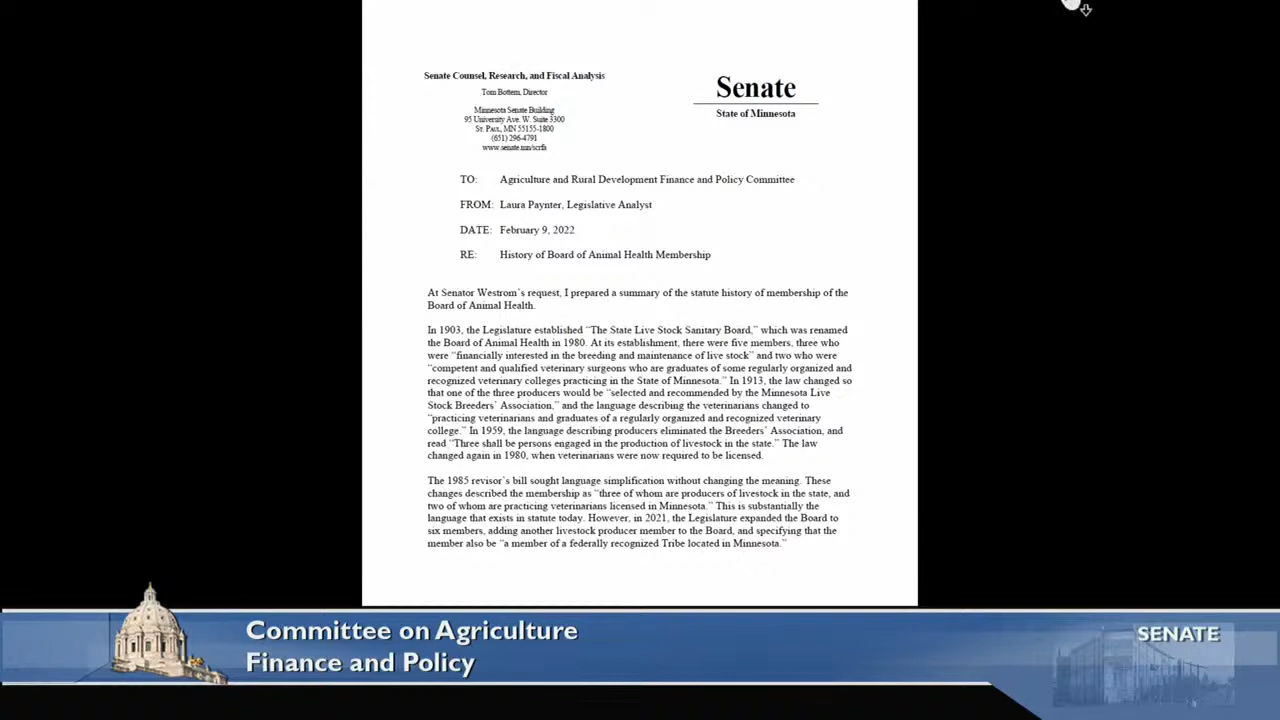 Senate Counsel, Research, and Fiscal Analysis
Tom Bottern, Director
Minnesota Senate Building
95 University Ave. W. Suite 3300
St. Paul, MN 55155-1800
(651) 296-4791
www.senate.mn/scrfa
Senate
State of Minnesota
TO: Agriculture and Rural Development Finance and Policy Committee
FROM: Laura Paynter, Legislative Analyst
DATE: February 9, 2022
RE: History of Board of Animal Health Membership
At Senator Westrom’s request, I prepared a summary of the statute history of membership of the
Board of Animal Health.
In 1903, the Legislature established “The State Live Stock Sanitary Board,” which was renamed
the Board of Animal Health in 1980. At its establishment, there were five members, three who
were “financially interested in the breeding and maintenance of live stock” and two who were
“competent and qualified veterinary surgeons who are graduates of some regularly organized and
recognized veterinary colleges practicing in the State of Minnesota.” In 1913, the law changed so
that one of the three producers would be “selected and recommended by the Minnesota Live
Stock Breeders’ Association,” and the language describing the veterinarians changed to
“practicing veterinarians and graduates of a regularly organized and recognized veterinary
college.” In 1959, the language describing producers eliminated the Breeders’ Association, and
read “Three shall be persons engaged in the production of livestock in the state.” The law
changed again in 1980, when veterinarians were now required to be licensed.
The 1985 revisor’s bill sought language simplification without changing the meaning. These
changes described the membership as “three of whom are producers of livestock in the state, and
two of whom are practicing veterinarians licensed in Minnesota.” This is substantially the
language that exists in statute today. However, in 2021, the Legislature expanded the Board to
six members, adding another livestock producer member to the Board, and specifying that the
member also be “a member of a federally recognized Tribe located in Minnesota.”
Committee on Agriculture
Finance and Policy
SENATE